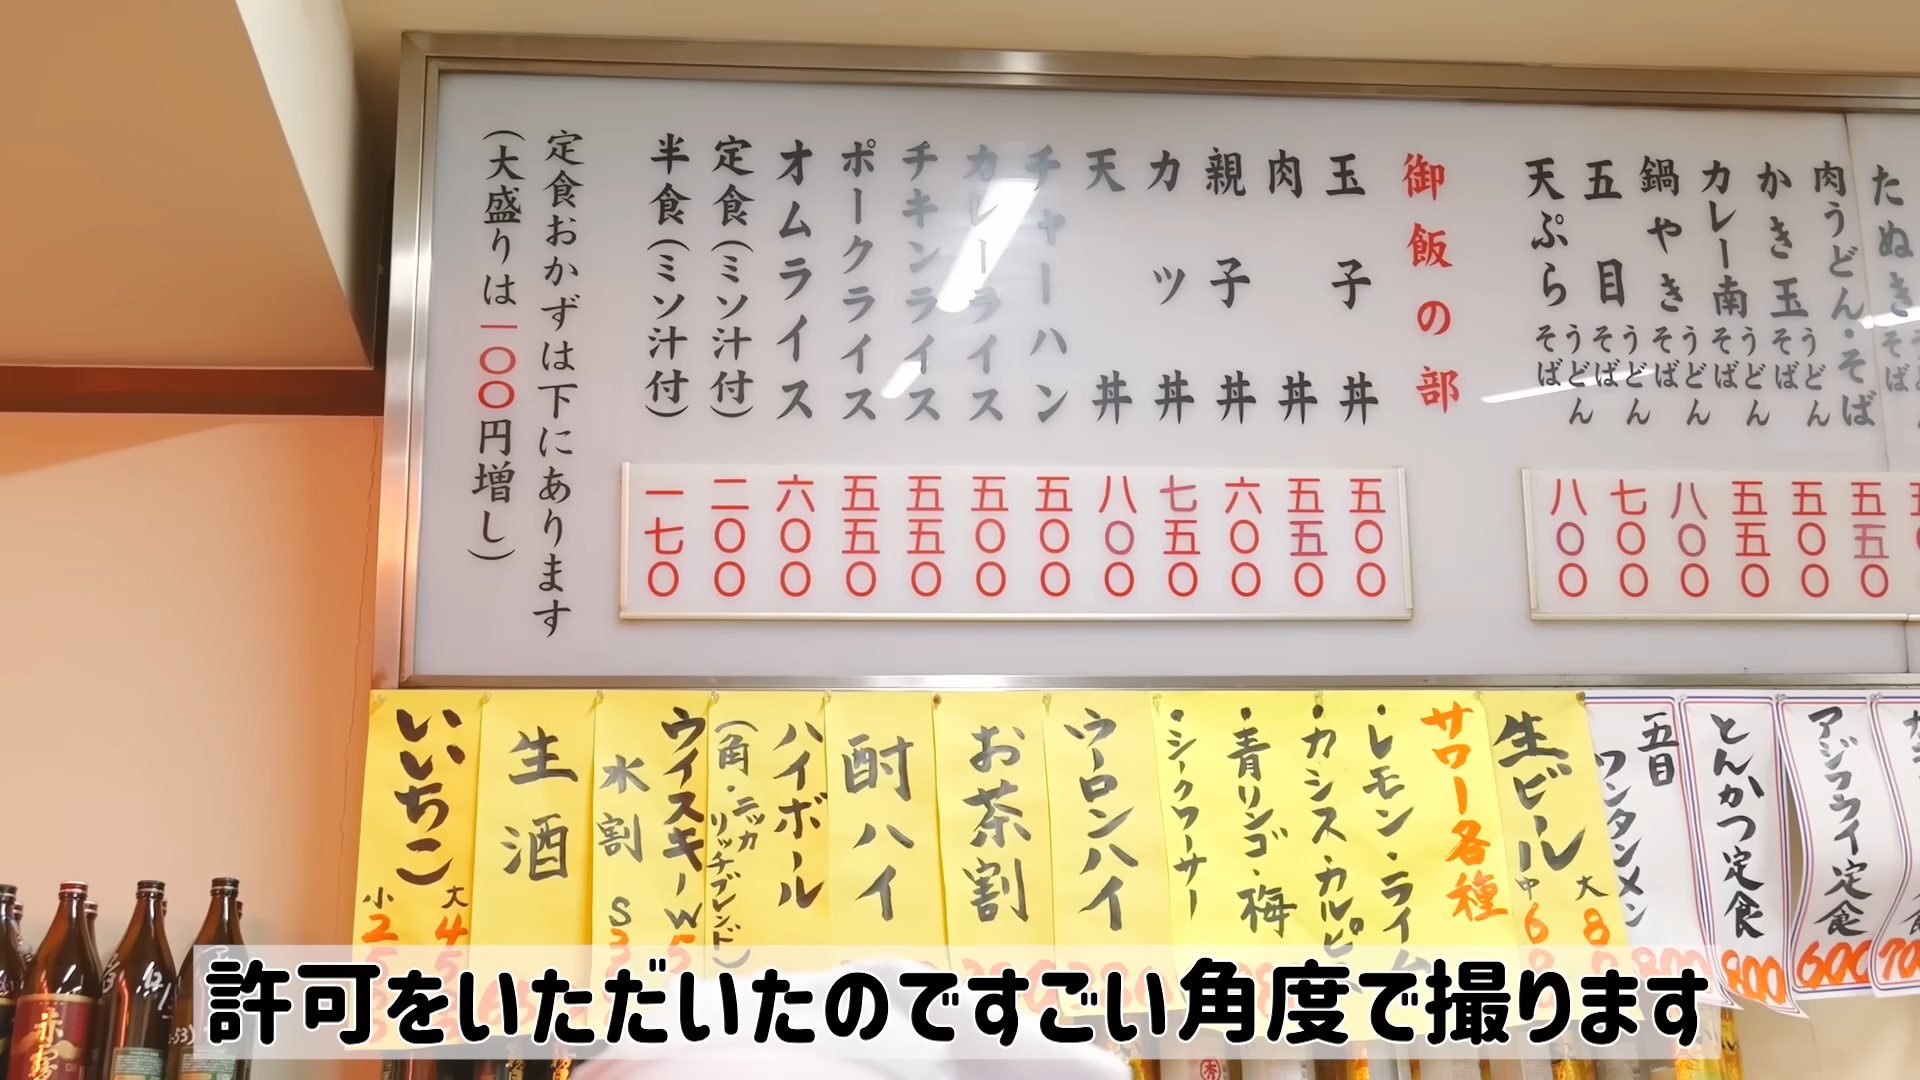 たぬき
肉うどん・そば 五五〇
かき玉うどんそば 五〇〇
カレー南うどんそば 五五〇
鍋やきうどんそば 八〇〇
五目うどんそば 七〇〇
天ぷらうどんそば 八〇〇
御飯の部
玉子丼 五〇〇
肉丼 五五〇
親子丼 六〇〇
カツ丼 七五〇
天丼 八〇〇
チャーハン 五〇〇
カレーライス 五〇〇
チキンライス 五五〇
ポークライス 五五〇
オムライス 六〇〇
定食(ミソ汁付) 二〇〇
半食(ミソ汁付) 一七〇
定食おかずは下にあります
(大盛りは一〇〇円増し)
アジフライ定食 600
とんかつ定食 800
五目
ワンタンメン 800
生ビール
大 8
中 6
サワー各種
・レモン・ライム
・カシス・カルピ
・青リンゴ・梅
・シークワーサー
ウーロンハイ
お茶割
酎ハイ
ハイボール
(角・ニッカ
リッチブレンド)
ウイスキーW
水割 S
生酒
いいちこ
大 45
小 2
赤霧
許可をいただいたのですごい角度で撮ります